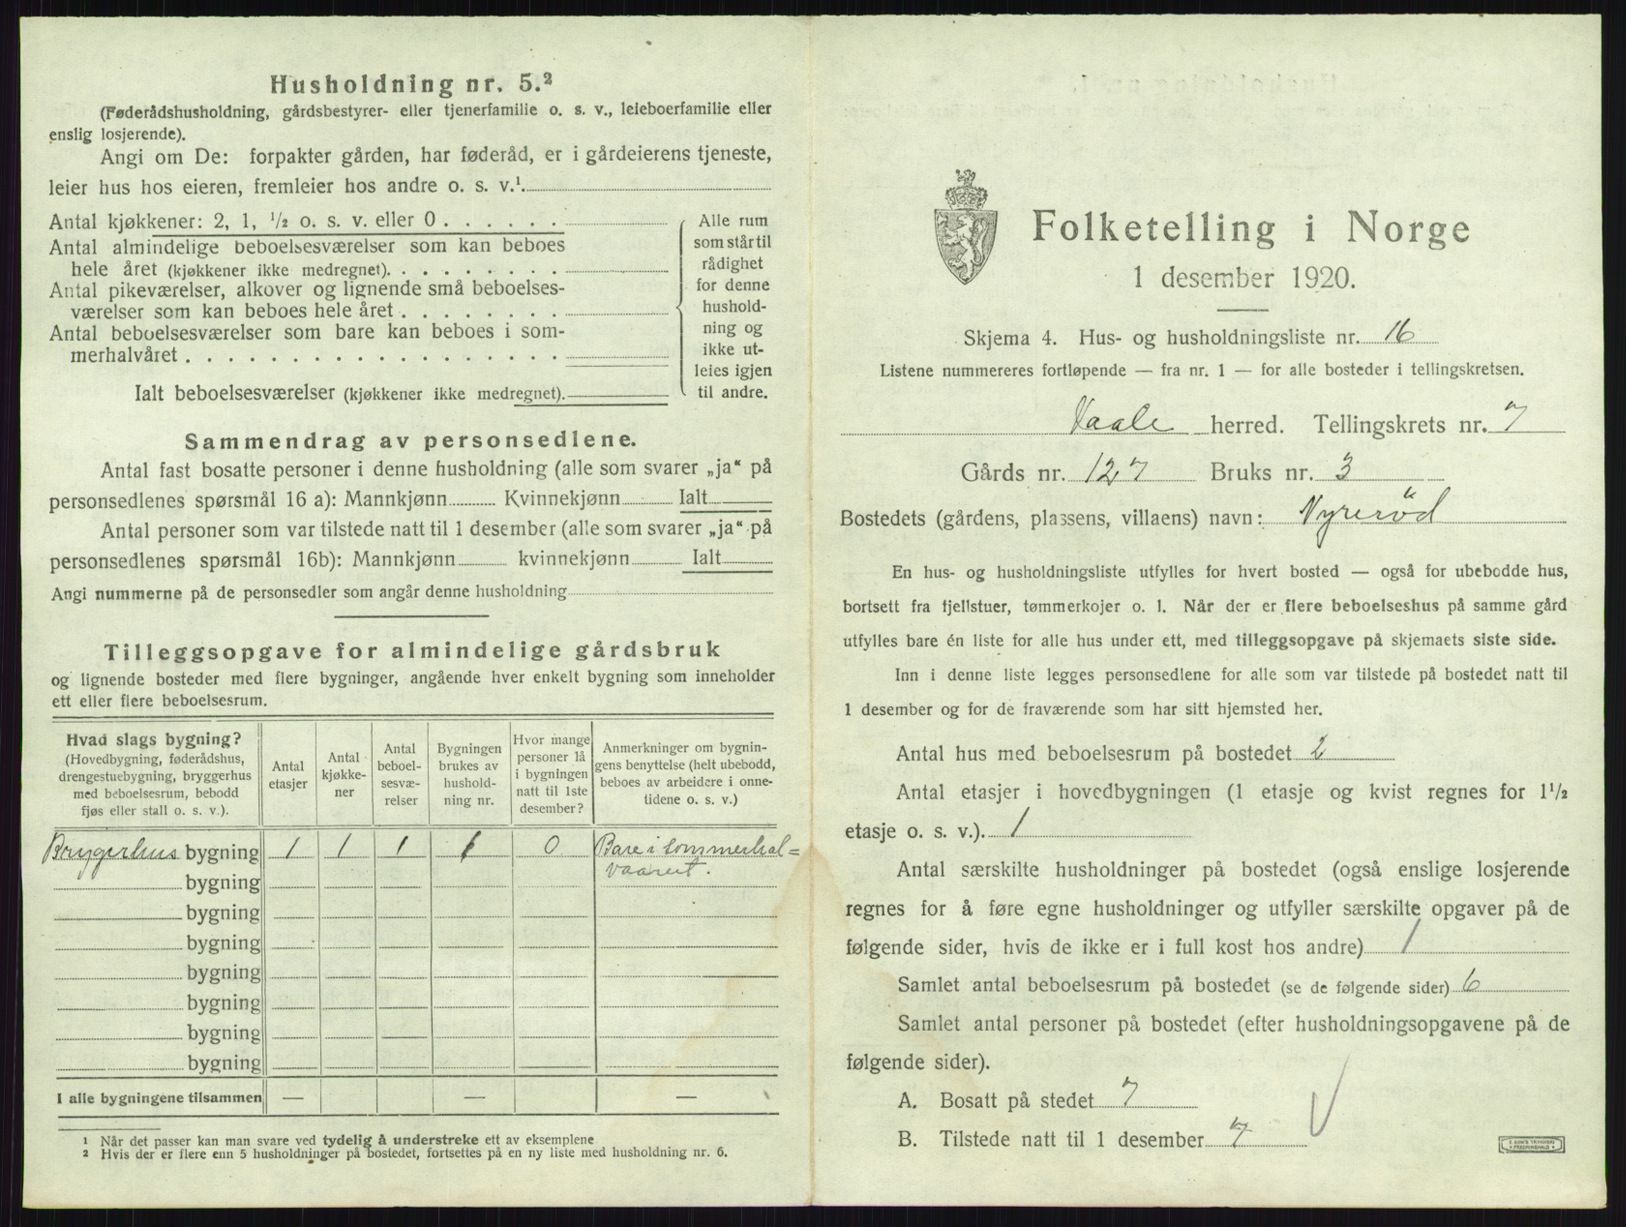 Husholdning nr. 5.²
(Føderådshusholdning, gårdsbestyrer- eller tjenerfamilie o. s. v., leieboerfamilie eller
enslig losjerende).
Angi om De: forpakter gården, har føderåd, er i gårdeierens tjeneste,
leier hus hos eieren, fremleier hos andre o. s. v.¹.
Antal kjøkkener: 2, 1, ½ o. s. v. eller 0 . . . . . .
Antal almindelige beboelsesværelser som kan beboes
hele året (kjøkkener ikke medregnet). . . . . . . . .
Antal pikeværelser, alkover og lignende små beboelses-
værelser som kan beboes hele året . . . . . . . .
Antal beboelsesværelser som bare kan beboes i som-
merhalvåret . . . . . . . . . . . . . . . . . .
Ialt beboelsesværelser (kjøkkener ikke medregnet).
Alle rum
som står til
rådighet
for denne
hushold-
ning og
ikke ut-
leies igjen
til andre.
Sammendrag av personsedlene.
Antal fast bosatte personer i denne husholdning (alle som svarer „ja“ på
personsedlenes spørsmål 16 a): Mannkjønn Kvinnekjønn Ialt
Antal personer som var tilstede natt til 1 desember (alle som svarer „ja“ på
personsedlenes spørsmål 16b): Mannkjønn kvinnekjønn Ialt
Angi nummerne på de personsedler som angår denne husholdning
Tilleggsopgave for almindelige gårdsbruk
og lignende bosteder med flere bygninger, angående hver enkelt bygning som inneholder
ett eller flere beboelsesrum.
Hvad slags bygning?
(Hovedbygning, føderådshus,
drengestuebygning, bryggerhus
med beboelsesrum, bebodd
fjøs eller stall o. s. v.).
Antal
etasjer
Antal
kjøkke-
ner
Antal
beboel-
sesvæ-
relser
Bygningen
brukes av
hushold-
ning nr.
Hvor mange
personer lå
i bygningen
natt til 1ste
desember?
Anmerkninger om bygnin-
gens benyttelse (helt ubebodd,
beboes av arbeidere i onne-
tidene o. s. v.)
Brygerhus bygning 1 1 1 1 0 Bare i sommerhal=
vaaret.
bygning
bygning
bygning
bygning
bygning
bygning
bygning
I alle bygningene tilsammen — — —
¹ Når det passer kan man svare ved tydelig å understreke ett av eksemplene
² Hvis der er flere enn 5 husholdninger på bostedet, fortsettes på en ny liste med husholdning nr. 6.
Folketelling i Norge
1 desember 1920.
Skjema 4. Hus- og husholdningsliste nr. 16
Listene nummereres fortløpende — fra nr. 1 — for alle bosteder i tellingskretsen.
Vaale herred. Tellingskrets nr. 7
Gårds nr. 127 Bruks nr. 3
Bostedets (gårdens, plassens, villaens) navn: Nyreröd
En hus- og husholdningsliste utfylles for hvert bosted — også for ubebodde hus,
bortsett fra fjellstuer, tømmerkojer o. l. Når der er flere beboelseshus på samme gård
utfylles bare én liste for alle hus under ett, med tilleggsopgave på skjemaets siste side.
Inn i denne liste legges personsedlene for alle som var tilstede på bostedet natt til
1 desember og for de fraværende som har sitt hjemsted her.
Antal hus med beboelsesrum på bostedet 2
Antal etasjer i hovedbygningen (1 etasje og kvist regnes for 1½
etasje o. s. v.). 1
Antal særskilte husholdninger på bostedet (også enslige losjerende
regnes for å føre egne husholdninger og utfyller særskilte opgaver på de
følgende sider, hvis de ikke er i full kost hos andre) 1
Samlet antal beboelsesrum på bostedet (se de følgende sider) 6
Samlet antal personer på bostedet (efter husholdningsopgavene på de
følgende sider).
A. Bosatt på stedet 7
B. Tilstede natt til 1 desember 7